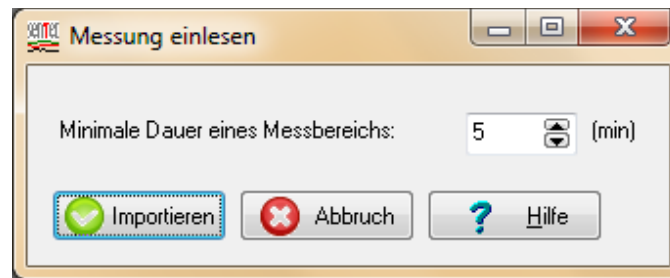 Messung einlesen
Minimale Dauer eines Messbereichs: 5 (min)
Importieren Abbruch ? Hilfe